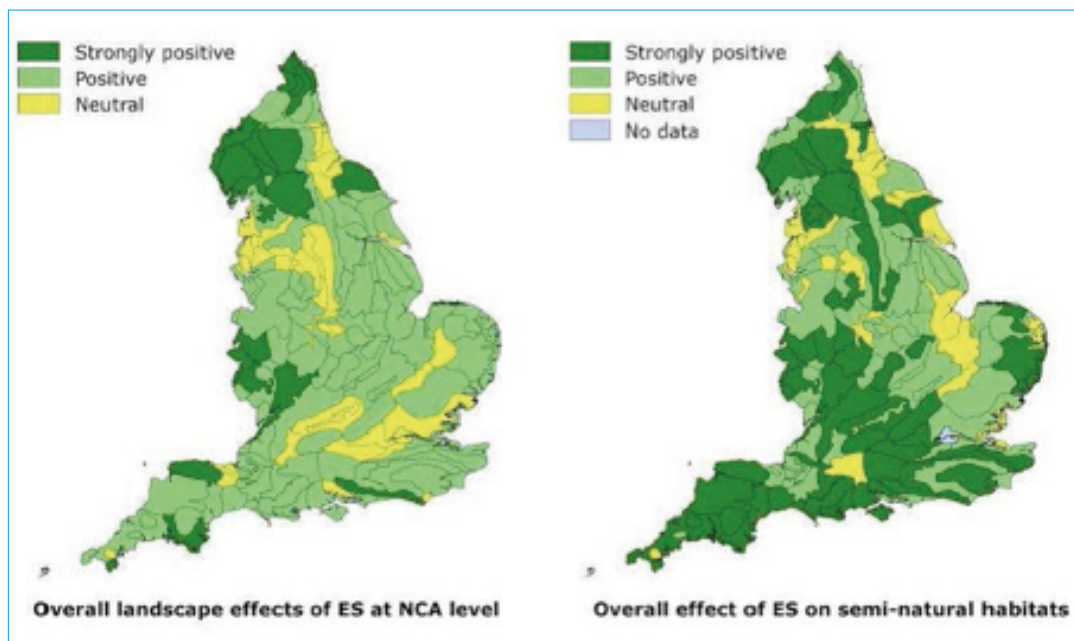 Strongly positive
Positive
Neutral
Strongly positive
Positive
Neutral
No data
Overall landscape effects of ES at NCA level
Overall effect of ES on semi-natural habitats